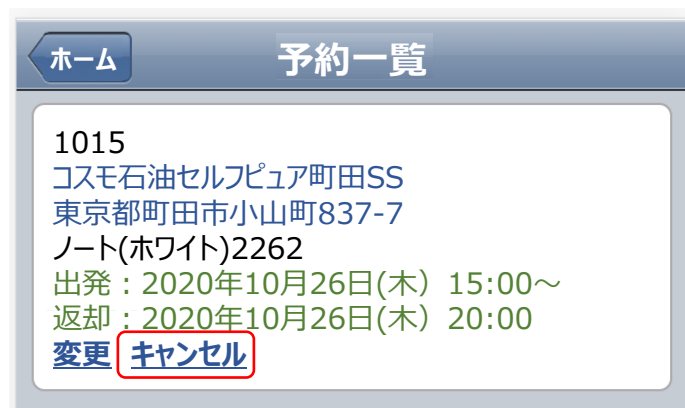 ホーム
予約一覧
1015
コスモ石油セルフピュア町田SS
東京都町田市小山町837-7
ノート(ホワイト)2262
出発：2020年10月26日(木）15:00～
返却：2020年10月26日(木）20:00
変更 キャンセル